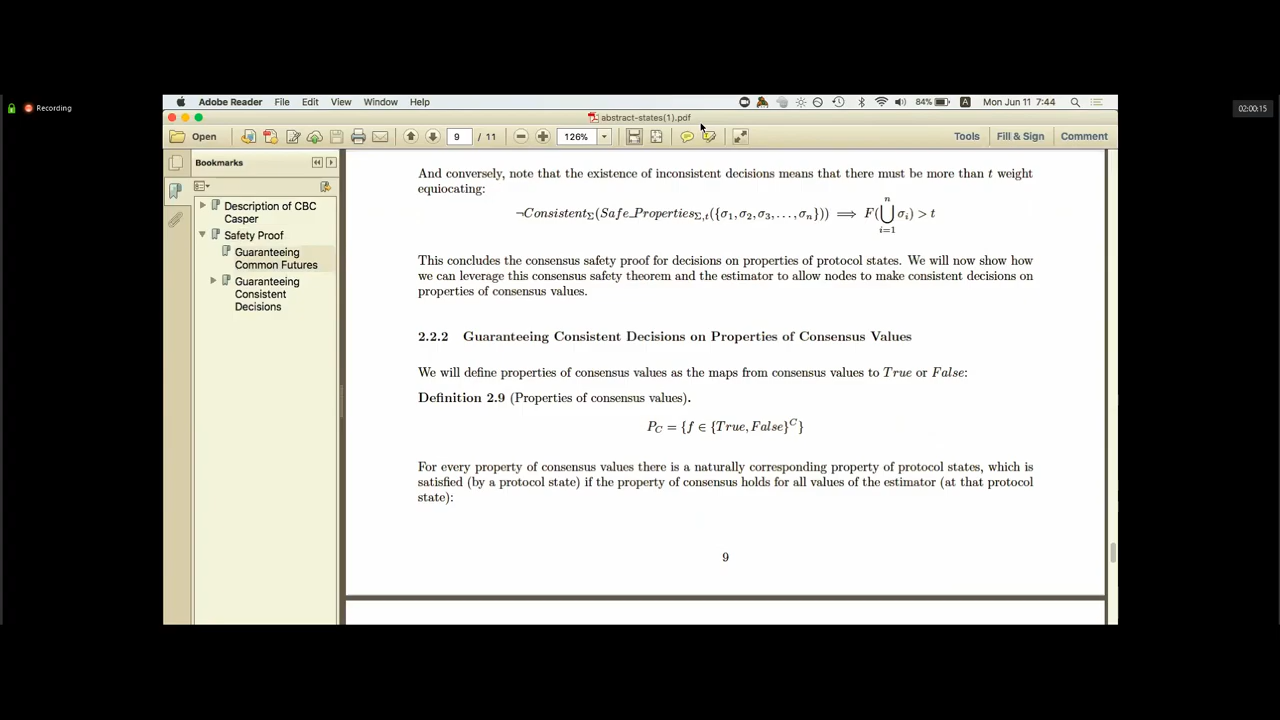 Recording
02:00:15
Adobe Reader File Edit View Window Help
84% A Mon Jun 11 7:44
abstract-states(1).pdf
Open 9 / 11 126% Tools Fill & Sign Comment
Bookmarks
Description of CBC
Casper
Safety Proof
Guaranteeing
Common Futures
Guaranteeing
Consistent
Decisions
And conversely, note that the existence of inconsistent decisions means that there must be more than t weight
equiocating:
¬Consistent_Σ(Safe_Properties_{Σ,t}({σ₁, σ₂, σ₃, . . . , σₙ})) ⟹ F(⋃_{i=1}^{n} σᵢ) > t
This concludes the consensus safety proof for decisions on properties of protocol states. We will now show how
we can leverage this consensus safety theorem and the estimator to allow nodes to make consistent decisions on
properties of consensus values.
2.2.2 Guaranteeing Consistent Decisions on Properties of Consensus Values
We will define properties of consensus values as the maps from consensus values to True or False:
Definition 2.9 (Properties of consensus values).
P_C = {f ∈ {True, False}^C}
For every property of consensus values there is a naturally corresponding property of protocol states, which is
satisfied (by a protocol state) if the property of consensus holds for all values of the estimator (at that protocol
state):
9